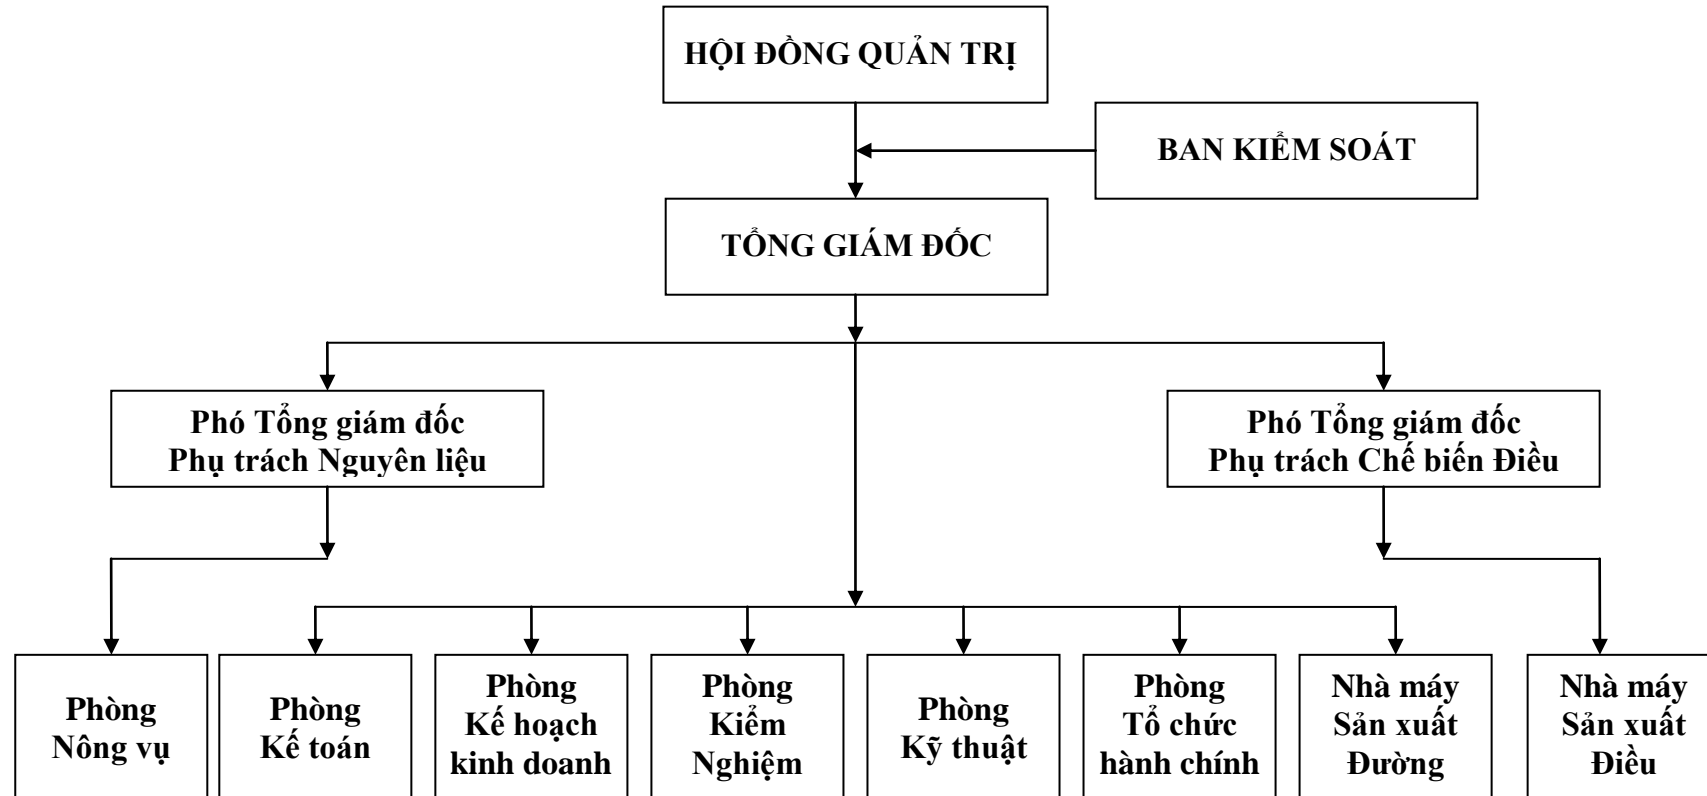 HỘI ĐỒNG QUẢN TRỊ
BAN KIỂM SOÁT
TỔNG GIÁM ĐỐC
Phó Tổng giám đốc
Phụ trách Nguyên liệu
Phó Tổng giám đốc
Phụ trách Chế biến Điều
Phòng
Nông vụ
Phòng
Kế toán
Phòng
Kế hoạch
kinh doanh
Phòng
Kiểm
Nghiệm
Phòng
Kỹ thuật
Phòng
Tổ chức
hành chính
Nhà máy
Sản xuất
Đường
Nhà máy
Sản xuất
Điều